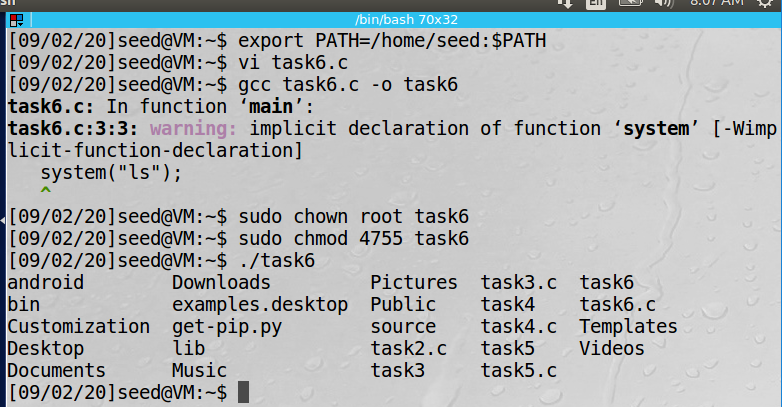 En 8:07 AM
/bin/bash 70x32
[09/02/20]seed@VM:~$ export PATH=/home/seed:$PATH
[09/02/20]seed@VM:~$ vi task6.c
[09/02/20]seed@VM:~$ gcc task6.c -o task6
task6.c: In function ‘main’:
task6.c:3:3: warning: implicit declaration of function ‘system’ [-Wimp
licit-function-declaration]
   system("ls");
   ^
[09/02/20]seed@VM:~$ sudo chown root task6
[09/02/20]seed@VM:~$ sudo chmod 4755 task6
[09/02/20]seed@VM:~$ ./task6
android        Downloads         Pictures  task3.c  task6
bin            examples.desktop  Public    task4    task6.c
Customization  get-pip.py        source    task4.c  Templates
Desktop        lib               task2.c   task5    Videos
Documents      Music             task3     task5.c
[09/02/20]seed@VM:~$